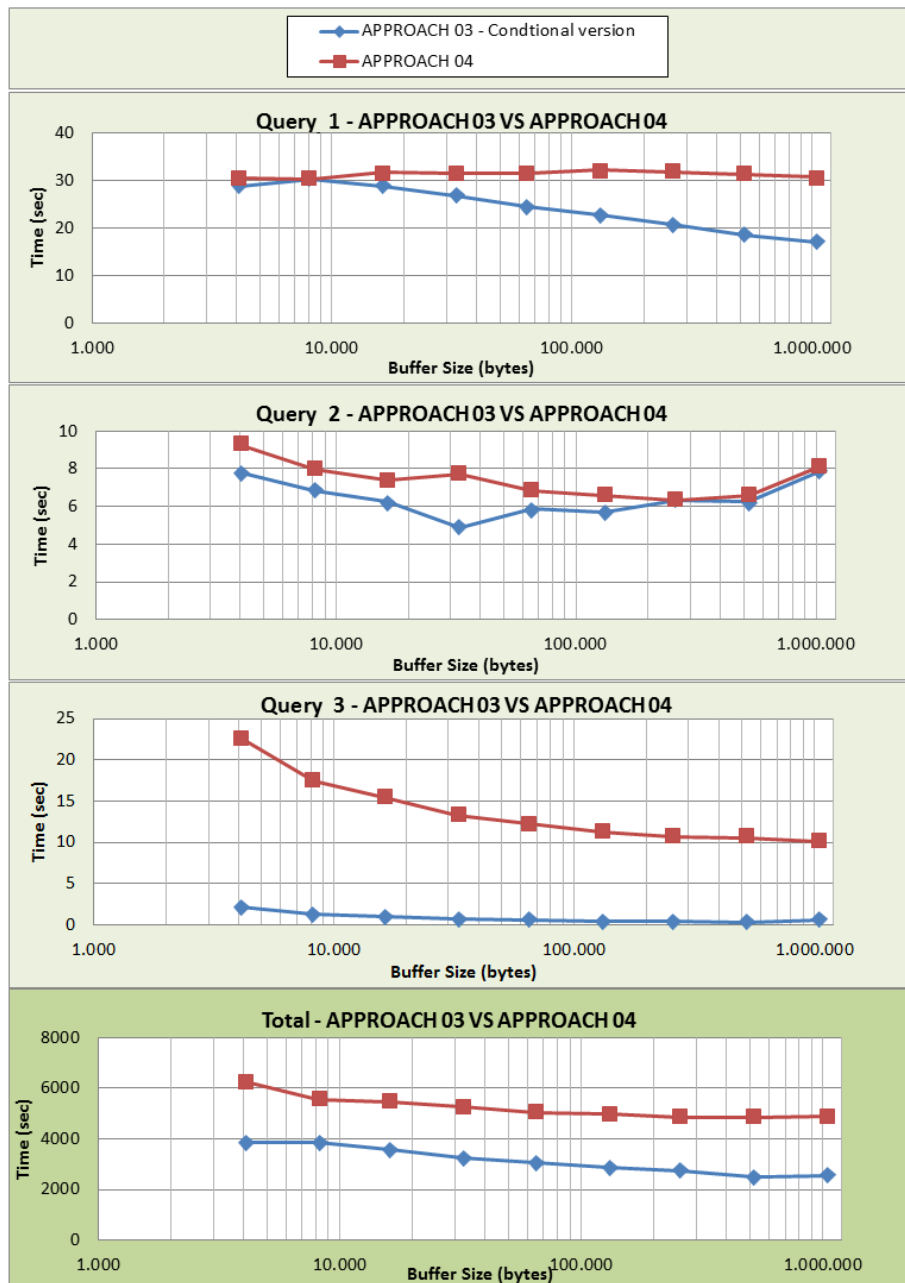 APPROACH 03 - Condtional version
APPROACH 04
Query 1 - APPROACH 03 VS APPROACH 04
Time (sec)
40
30
20
10
0
1.000
10.000
100.000
1.000.000
Buffer Size (bytes)
Query 2 - APPROACH 03 VS APPROACH 04
Time (sec)
10
8
6
4
2
0
1.000
10.000
100.000
1.000.000
Buffer Size (bytes)
Query 3 - APPROACH 03 VS APPROACH 04
Time (sec)
25
20
15
10
5
0
1.000
10.000
100.000
1.000.000
Buffer Size (bytes)
Total - APPROACH 03 VS APPROACH 04
Time (sec)
8000
6000
4000
2000
0
1.000
10.000
100.000
1.000.000
Buffer Size (bytes)